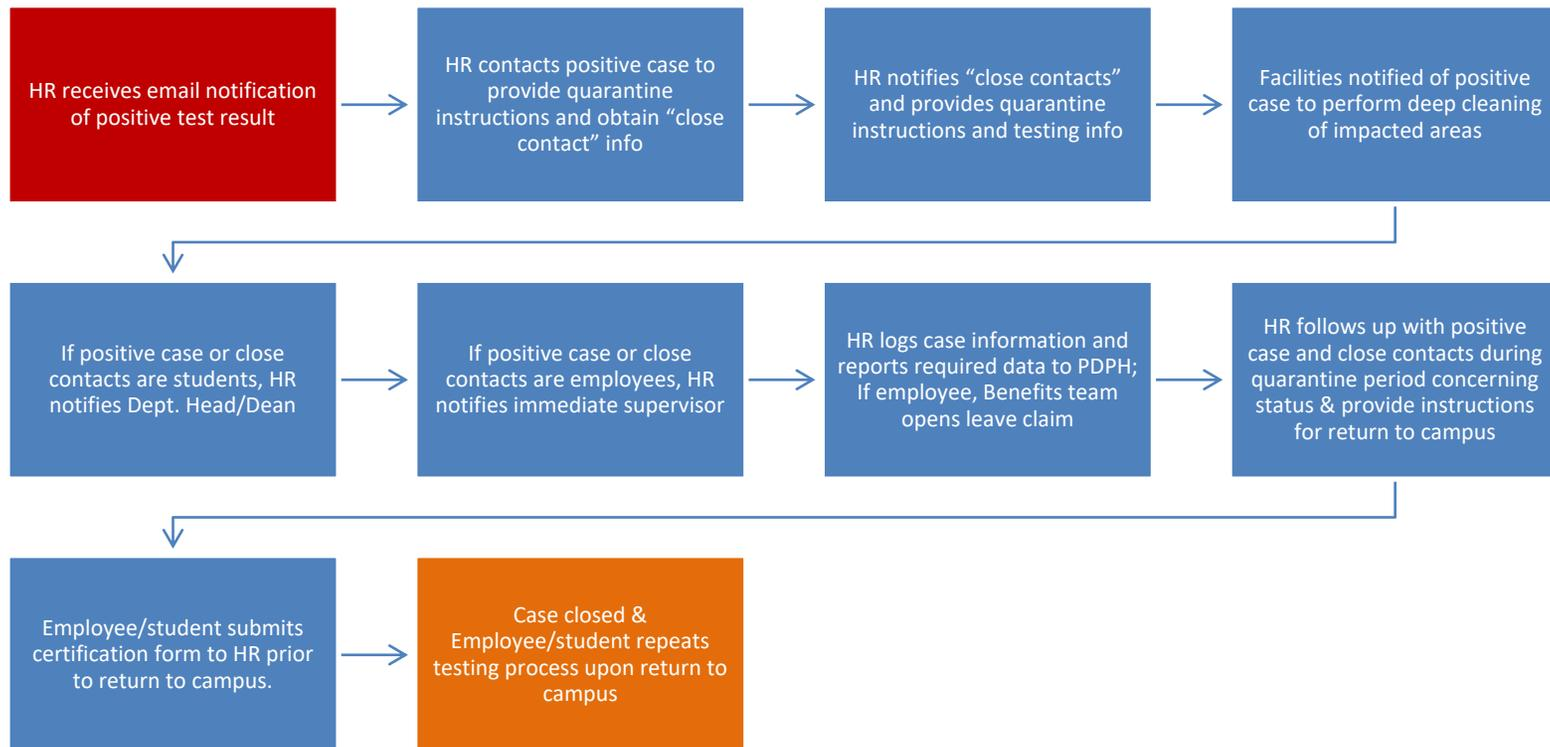 HR receives email notification
of positive test result
HR contacts positive case to
provide quarantine
instructions and obtain “close
contact” info
HR notifies “close contacts”
and provides quarantine
instructions and testing info
Facilities notified of positive
case to perform deep cleaning
of impacted areas
If positive case or close
contacts are students, HR
notifies Dept. Head/Dean
If positive case or close
contacts are employees, HR
notifies immediate supervisor
HR logs case information and
reports required data to PDPH;
If employee, Benefits team
opens leave claim
HR follows up with positive
case and close contacts during
quarantine period concerning
status & provide instructions
for return to campus
Employee/student submits
certification form to HR prior
to return to campus.
Case closed &
Employee/student repeats
testing process upon return to
campus